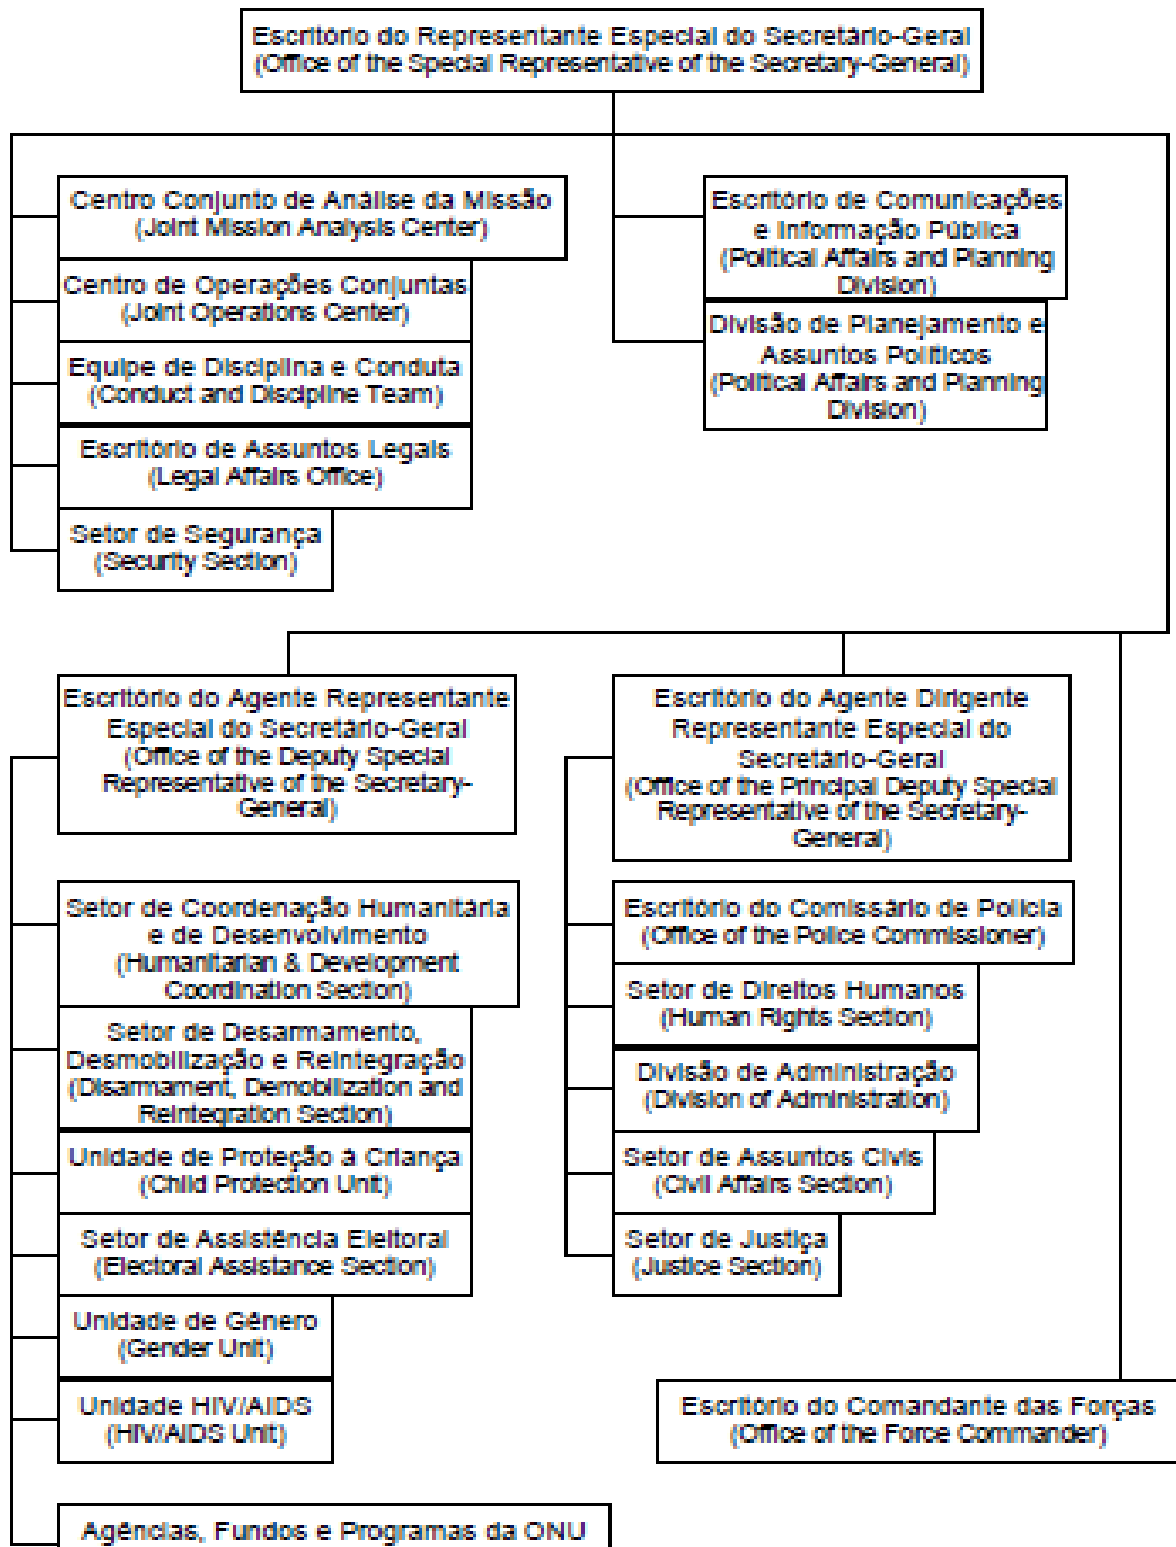 Escritório do Representante Especial do Secretário-Geral
(Office of the Special Representative of the Secretary-General)
Centro Conjunto de Análise da Missão
(Joint Mission Analysis Center)
Centro de Operações Conjuntas
(Joint Operations Center)
Equipe de Disciplina e Conduta
(Conduct and Discipline Team)
Escritório de Assuntos Legais
(Legal Affairs Office)
Setor de Segurança
(Security Section)
Escritório de Comunicações
e Informação Pública
(Political Affairs and Planning
Division)
Divisão de Planejamento e
Assuntos Políticos
(Political Affairs and Planning
Division)
Escritório do Agente Representante
Especial do Secretário-Geral
(Office of the Deputy Special
Representative of the Secretary-
General)
Setor de Coordenação Humanitária
e de Desenvolvimento
(Humanitarian & Development
Coordination Section)
Setor de Desarmamento,
Desmobilização e Reintegração
(Disarmament, Demobilization and
Reintegration Section)
Unidade de Proteção à Criança
(Child Protection Unit)
Setor de Assistência Eleitoral
(Electoral Assistance Section)
Unidade de Gênero
(Gender Unit)
Unidade HIV/AIDS
(HIV/AIDS Unit)
Agências, Fundos e Programas da ONU
Escritório do Agente Dirigente
Representante Especial do
Secretário-Geral
(Office of the Principal Deputy Special
Representative of the Secretary-
General)
Escritório do Comissário de Polícia
(Office of the Police Commissioner)
Setor de Direitos Humanos
(Human Rights Section)
Divisão de Administração
(Division of Administration)
Setor de Assuntos Civis
(Civil Affairs Section)
Setor de Justiça
(Justice Section)
Escritório do Comandante das Forças
(Office of the Force Commander)